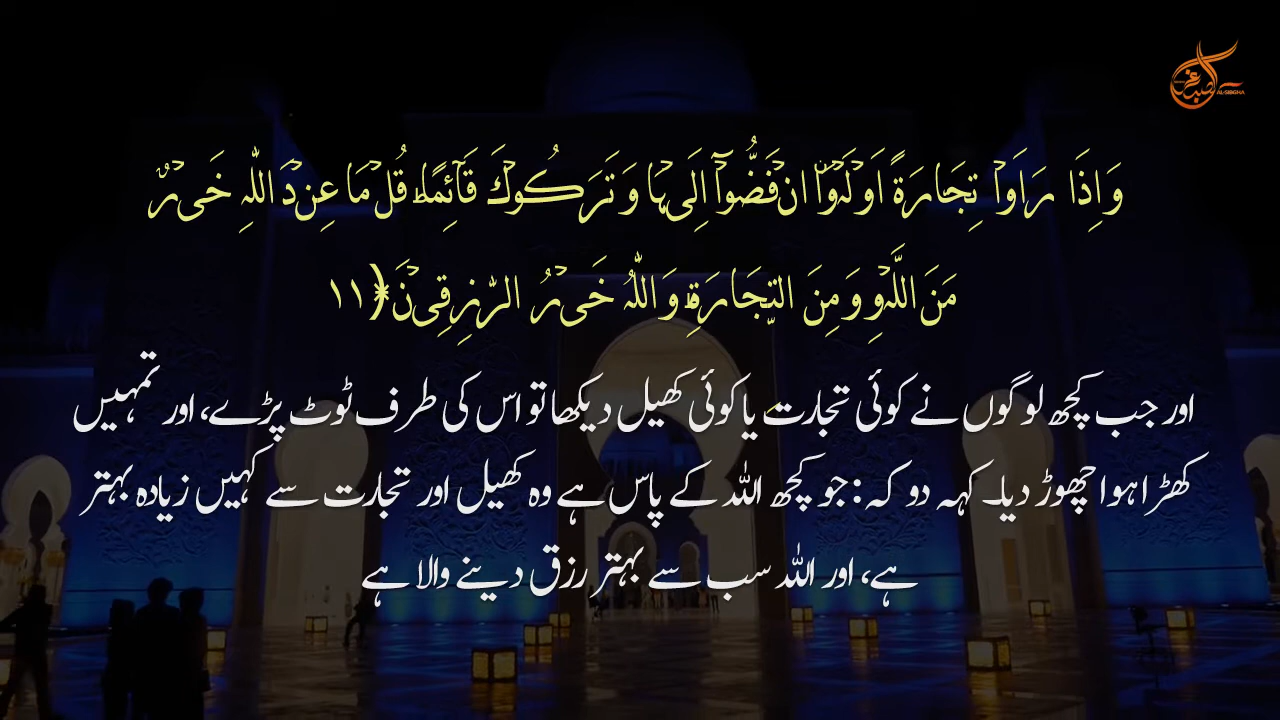 وَاِذَا رَاَوۡا تِجَارَةً اَوۡ لَهۡوَاۨ انْفَضُّوۡۤا اِلَيۡهَا وَ تَرَكُوۡكَ قَآئِمًا‌ ؕ قُلۡ مَا عِنۡدَ اللّٰهِ خَيۡرٌ
مِّنَ اللَّهۡوِ وَمِنَ التِّجَارَةِ‌ ؕ وَاللّٰهُ خَيۡرُ الرّٰزِقِيۡنَ‏﴿۱۱
اور جب کچھ لوگوں نے کوئی تجارت یا کوئی کھیل دیکھا تو اس کی طرف ٹوٹ پڑے، اور تمہیں
کھڑا ہوا چھوڑ دیا۔ کہہ دو کہ : جو کچھ اللہ کے پاس ہے وہ کھیل اور تجارت سے کہیں زیادہ بہتر
ہے، اور اللہ سب سے بہتر رزق دینے والا ہے
AL-SIBGHA